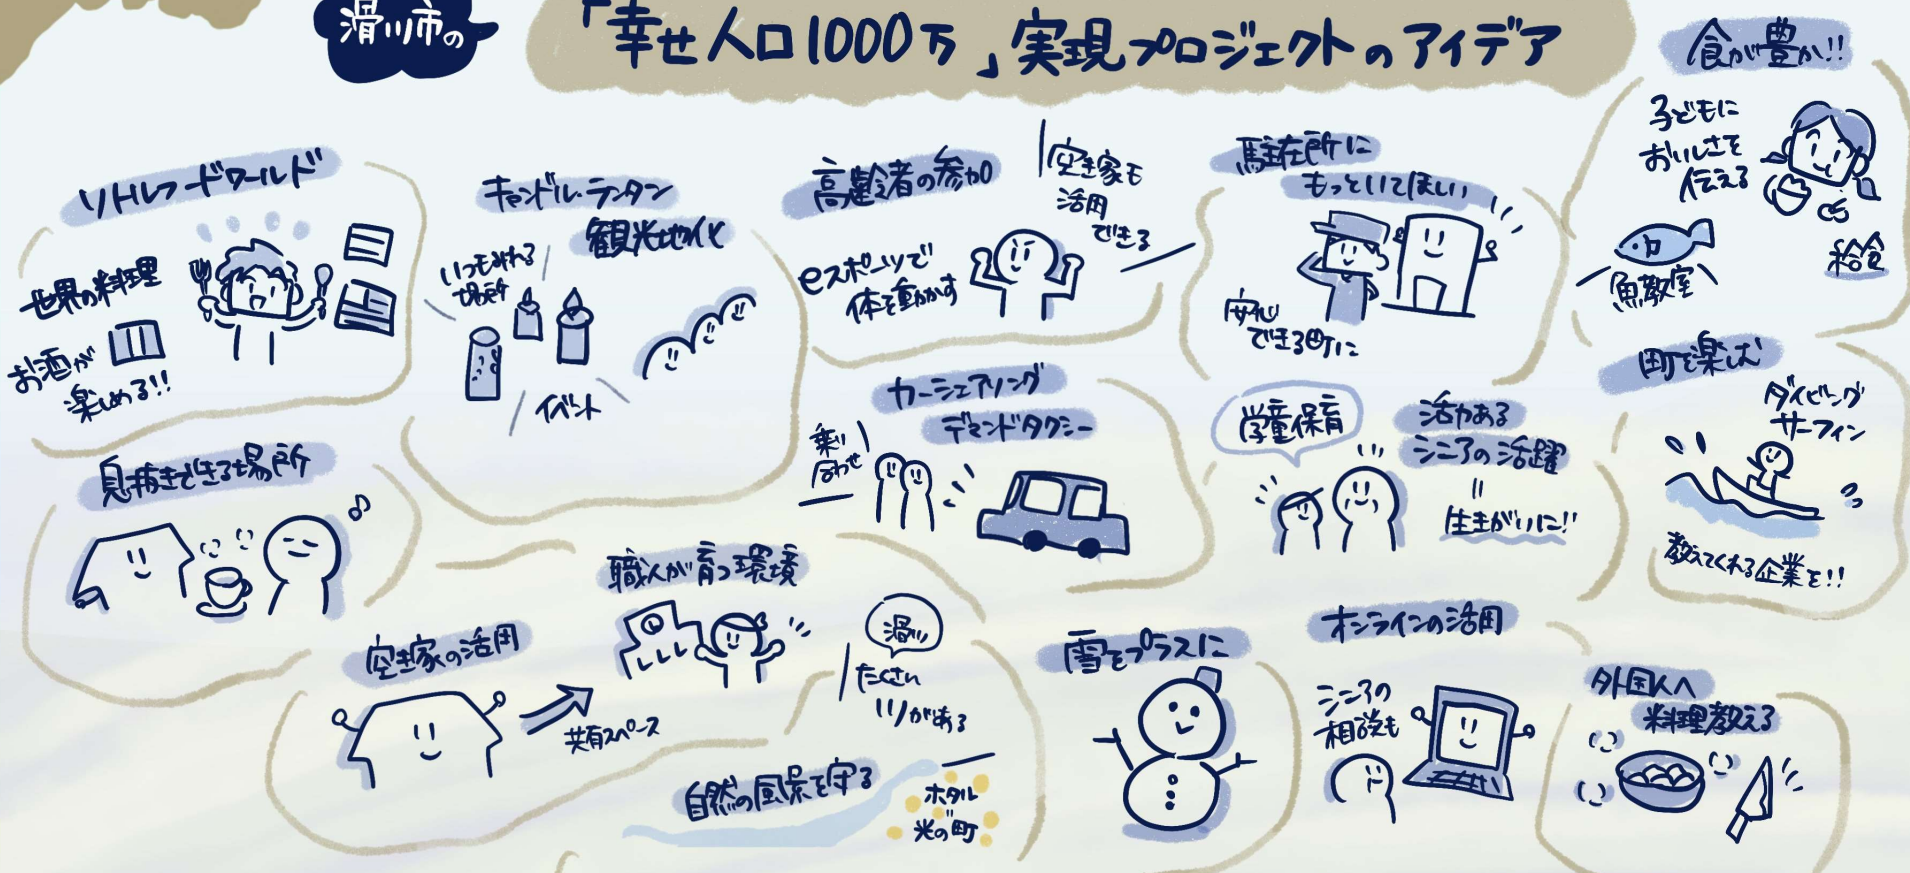 滑川市の
「幸せ人口1000万」実現プロジェクトのアイデア
リトルフードワールド
世界の料理
お酒が
楽しめる!!
キャンドル・ランタン
観光地化
いつもみれる
場所
イベント
高齢者の参加
空き家も
活用
できる
eスポーツで
体を動かす
駐在所に
もっといてほしい
安心
できる町に
食が豊か!!
子どもに
おいしさを
伝える
魚教室
給食
息抜きできる場所
カーシェアリング
デマンドタクシー
乗り
合わせ
学童保育
活力ある
シニアの活躍
=
生きがいに!!
町を楽しむ
ダイビング
サーフィン
教えてくれる企業を!!
空き家の活用
共有スペース
職人が育つ環境
たくさん
がある
自然の風景を守る
ホタル
光の町
雪をプラスに
オンラインの活用
シニアの
相談も
外国人へ
料理教える